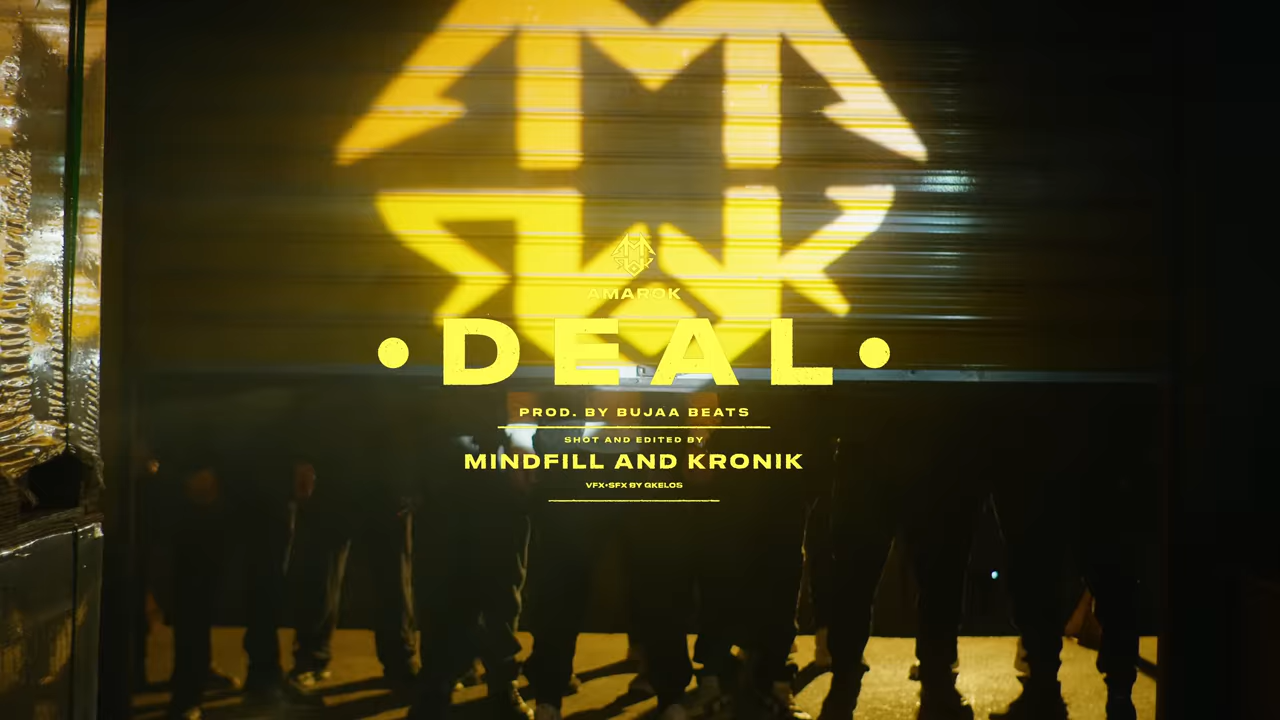 AMAROK
• DEAL •
PROD. BY BUJAA BEATS
SHOT AND EDITED BY
MINDFILL AND KRONIK
VFX•SFX BY GKELOS